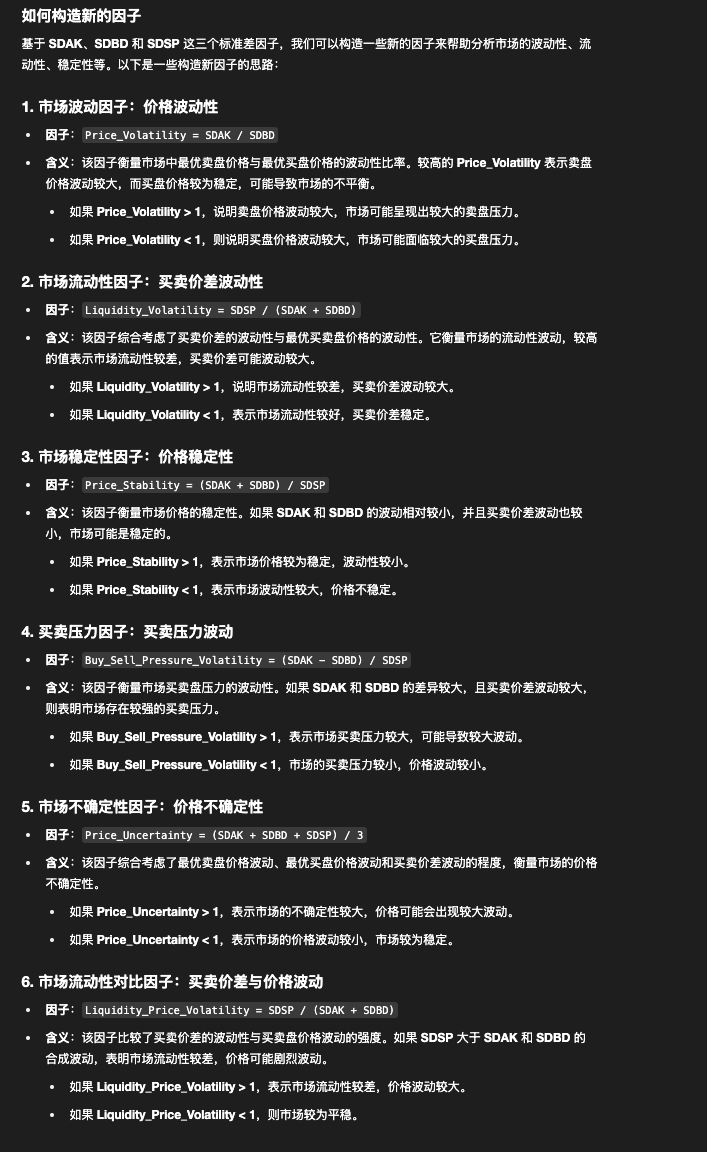 如何构造新的因子
基于 SDAK、SDBD 和 SDSP 这三个标准差因子，我们可以构造一些新的因子来帮助分析市场的波动性、流
动性、稳定性等。以下是一些构造新因子的思路：
1. 市场波动因子：价格波动性
• 因子： Price_Volatility = SDAK / SDBD
• 含义：该因子衡量市场中最优卖盘价格与最优买盘价格的波动性比率。较高的 Price_Volatility 表示卖盘
价格波动较大，而买盘价格较为稳定，可能导致市场的不平衡。
• 如果 Price_Volatility > 1，说明卖盘价格波动较大，市场可能呈现出较大的卖盘压力。
• 如果 Price_Volatility < 1，则说明买盘价格波动较大，市场可能面临较大的买盘压力。
2. 市场流动性因子：买卖价差波动性
• 因子： Liquidity_Volatility = SDSP / (SDAK + SDBD)
• 含义：该因子综合考虑了买卖价差的波动性与最优买卖盘价格的波动性。它衡量市场的流动性波动，较高
的值表示市场流动性较差，买卖价差可能波动较大。
• 如果 Liquidity_Volatility > 1，说明市场流动性较差，买卖价差波动较大。
• 如果 Liquidity_Volatility < 1，表示市场流动性较好，买卖价差稳定。
3. 市场稳定性因子：价格稳定性
• 因子： Price_Stability = (SDAK + SDBD) / SDSP
• 含义：该因子衡量市场价格的稳定性。如果 SDAK 和 SDBD 的波动相对较小，并且买卖价差波动也较
小，市场可能是稳定的。
• 如果 Price_Stability > 1，表示市场价格较为稳定，波动性较小。
• 如果 Price_Stability < 1，表示市场波动性较大，价格不稳定。
4. 买卖压力因子：买卖压力波动
• 因子： Buy_Sell_Pressure_Volatility = (SDAK − SDBD) / SDSP
• 含义：该因子衡量市场买卖盘压力的波动性。如果 SDAK 和 SDBD 的差异较大，且买卖价差波动较大，
则表明市场存在较强的买卖压力。
• 如果 Buy_Sell_Pressure_Volatility > 1，表示市场买卖压力较大，可能导致较大波动。
• 如果 Buy_Sell_Pressure_Volatility < 1，市场的买卖压力较小，价格波动较小。
5. 市场不确定性因子：价格不确定性
• 因子： Price_Uncertainty = (SDAK + SDBD + SDSP) / 3
• 含义：该因子综合考虑了最优卖盘价格波动、最优买盘价格波动和买卖价差波动的程度，衡量市场的价格
不确定性。
• 如果 Price_Uncertainty > 1，表示市场的不确定性较大，价格可能会出现较大波动。
• 如果 Price_Uncertainty < 1，表示市场的价格波动较小，市场较为稳定。
6. 市场流动性对比因子：买卖价差与价格波动
• 因子： Liquidity_Price_Volatility = SDSP / (SDAK + SDBD)
• 含义：该因子比较了买卖价差的波动性与买卖盘价格波动的强度。如果 SDSP 大于 SDAK 和 SDBD 的
合成波动，表明市场流动性较差，价格可能剧烈波动。
• 如果 Liquidity_Price_Volatility > 1，表示市场流动性较差，价格波动较大。
• 如果 Liquidity_Price_Volatility < 1，则市场较为平稳。